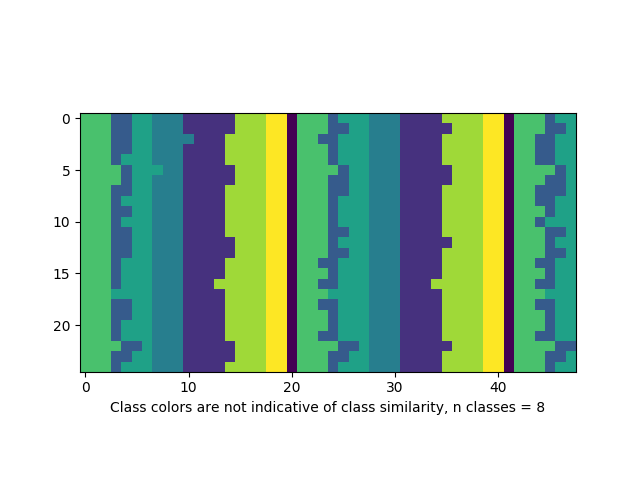 0
5
10
15
20
0 10 20 30 40
Class colors are not indicative of class similarity, n classes = 8